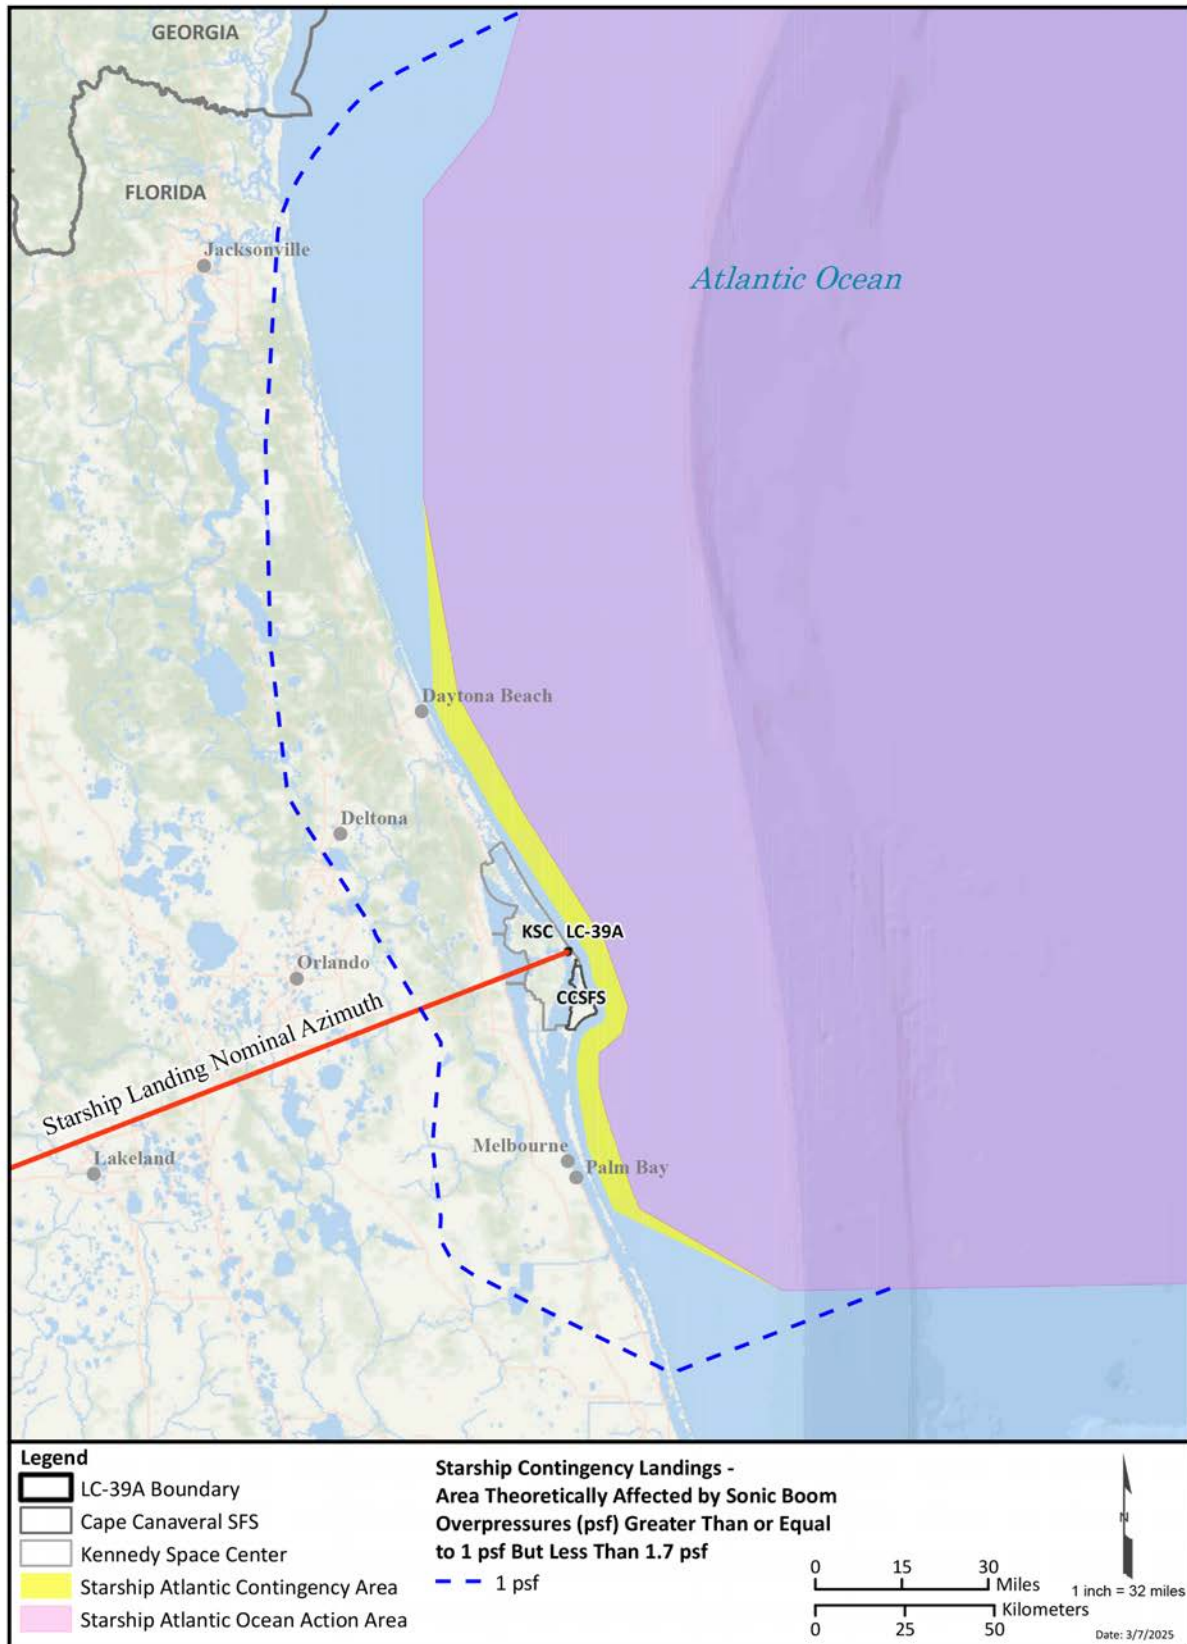 GEORGIA
FLORIDA
Jacksonville
Atlantic Ocean
Daytona Beach
Deltona
KSC LC-39A
Orlando
CCSFS
Starship Landing Nominal Azimuth
Melbourne
Lakeland
Palm Bay
Legend
LC-39A Boundary
Cape Canaveral SFS
Kennedy Space Center
Starship Atlantic Contingency Area
Starship Atlantic Ocean Action Area
Starship Contingency Landings -
Area Theoretically Affected by Sonic Boom
Overpressures (psf) Greater Than or Equal
to 1 psf But Less Than 1.7 psf
1 psf
N
0 15 30
Miles
1 inch = 32 miles
Kilometers
0 25 50
Date: 3/7/2025